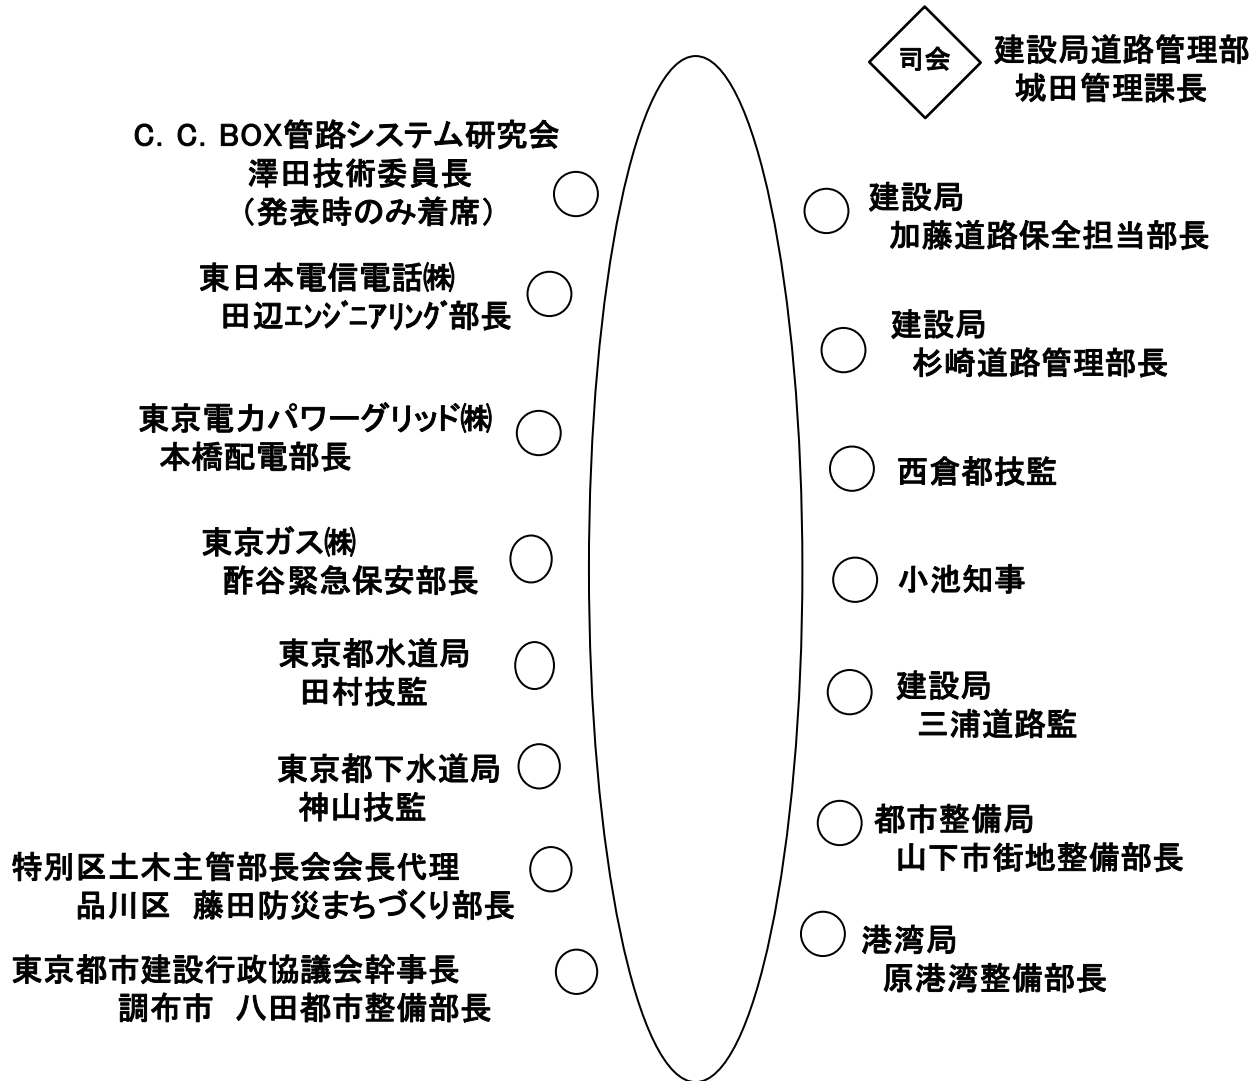 司会
建設局道路管理部
城田管理課長
C. C. BOX管路システム研究会
澤田技術委員長
（発表時のみ着席）
東日本電信電話㈱
田辺ｴﾝｼﾞﾆｱﾘﾝｸﾞ部長
東京電力パワーグリッド㈱
本橋配電部長
東京ガス㈱
酢谷緊急保安部長
東京都水道局
田村技監
東京都下水道局
神山技監
特別区土木主管部長会会長代理
品川区　藤田防災まちづくり部長
東京都市建設行政協議会幹事長
調布市　八田都市整備部長
建設局
加藤道路保全担当部長
建設局
杉崎道路管理部長
西倉都技監
小池知事
建設局
三浦道路監
都市整備局
山下市街地整備部長
港湾局
原港湾整備部長